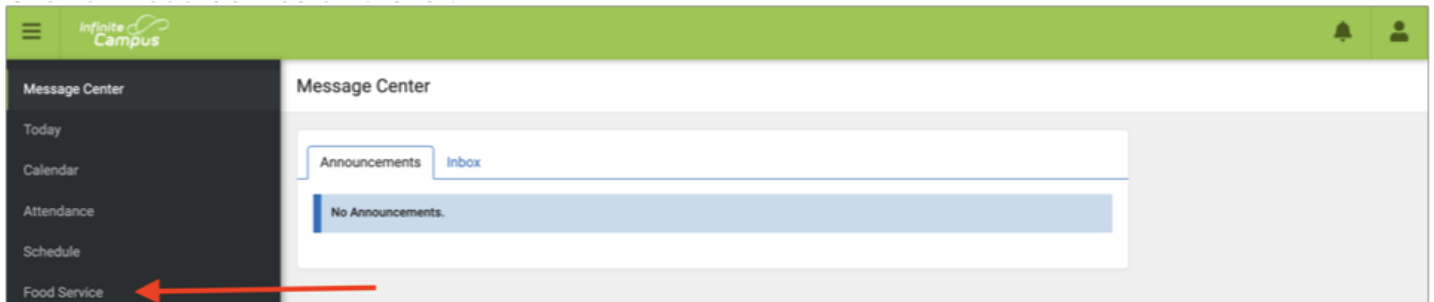 Infinite
Campus
Message Center
Message Center
Today
Announcements
Inbox
Calendar
Attendance
No Announcements.
Schedule
Food Service